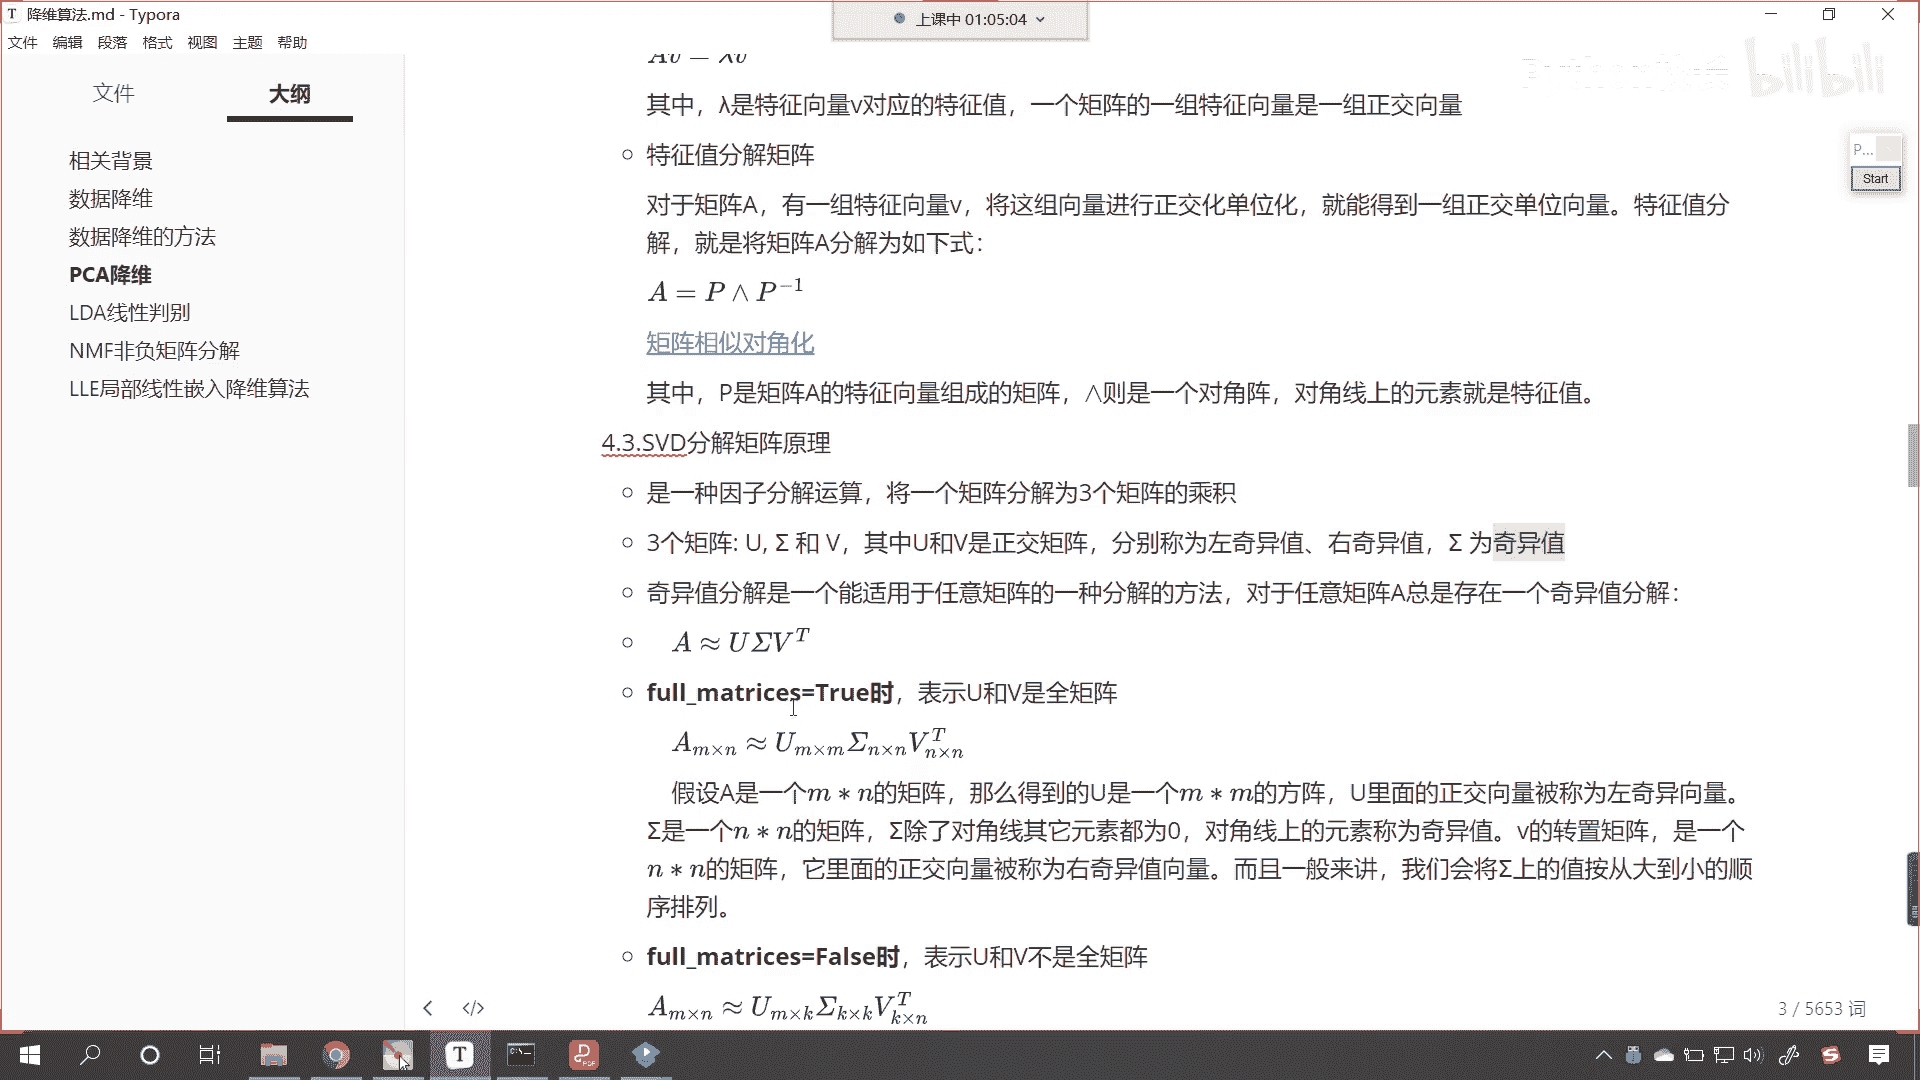 降维算法.md - Typora
上课中 01:05:04
文件 编辑 段落 格式 视图 主题 帮助
文件 大纲
相关背景
数据降维
数据降维的方法
PCA降维
LDA线性判别
NMF非负矩阵分解
LLE局部线性嵌入降维算法
Av = λv
其中，λ是特征向量v对应的特征值，一个矩阵的一组特征向量是一组正交向量
特征值分解矩阵
对于矩阵A，有一组特征向量v，将这组向量进行正交化单位化，就能得到一组正交单位向量。特征值分
解，就是将矩阵A分解为如下式：
A = P ∧ P⁻¹
矩阵相似对角化
其中，P是矩阵A的特征向量组成的矩阵，∧则是一个对角阵，对角线上的元素就是特征值。
4.3.SVD分解矩阵原理
是一种因子分解运算，将一个矩阵分解为3个矩阵的乘积
3个矩阵: U, Σ 和 V，其中U和V是正交矩阵，分别称为左奇异值、右奇异值，Σ 为奇异值
奇异值分解是一个能适用于任意矩阵的一种分解的方法，对于任意矩阵A总是存在一个奇异值分解：
A ≈ UΣV^T
full_matrices=True时，表示U和V是全矩阵
A_{m×n} ≈ U_{m×m}Σ_{n×n}V^T_{n×n}
假设A是一个m∗n的矩阵，那么得到的U是一个m∗m的方阵，U里面的正交向量被称为左奇异向量。
Σ是一个n∗n的矩阵，Σ除了对角线其它元素都为0，对角线上的元素称为奇异值。v的转置矩阵，是一个
n∗n的矩阵，它里面的正交向量被称为右奇异值向量。而且一般来讲，我们会将Σ上的值按从大到小的顺
序排列。
full_matrices=False时，表示U和V不是全矩阵
A_{m×n} ≈ U_{m×k}Σ_{k×k}V^T_{k×n}
3 / 5653 词
bilibili
P...
Start